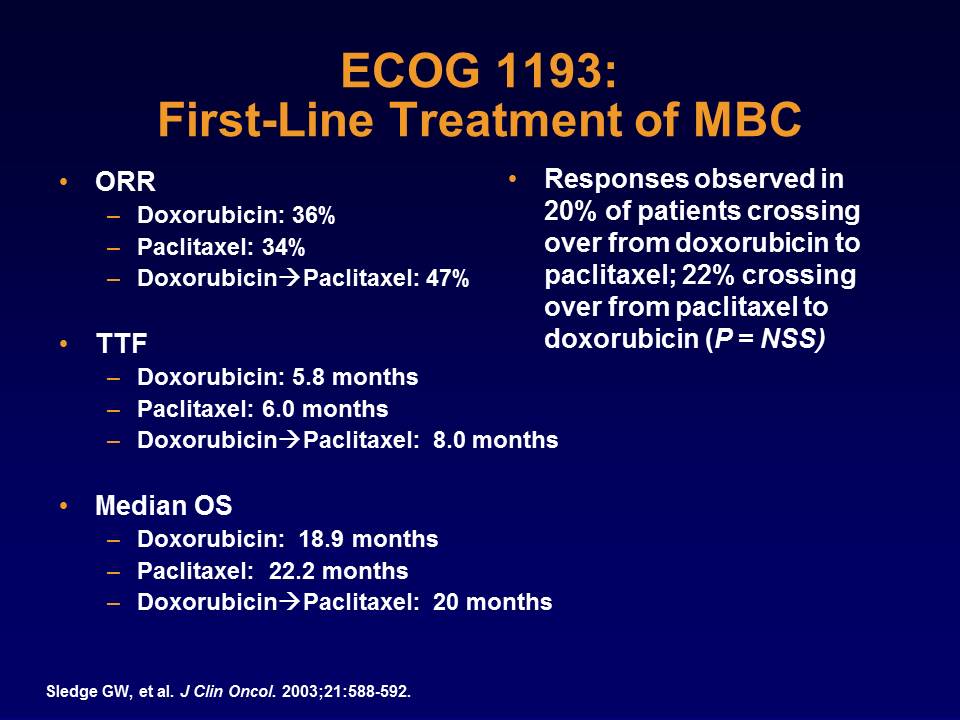 ECOG 1193:
First-Line Treatment of MBC
• ORR
– Doxorubicin: 36%
– Paclitaxel: 34%
– Doxorubicin→Paclitaxel: 47%
• TTF
– Doxorubicin: 5.8 months
– Paclitaxel: 6.0 months
– Doxorubicin→Paclitaxel: 8.0 months
• Median OS
– Doxorubicin: 18.9 months
– Paclitaxel: 22.2 months
– Doxorubicin→Paclitaxel: 20 months
• Responses observed in
20% of patients crossing
over from doxorubicin to
paclitaxel; 22% crossing
over from paclitaxel to
doxorubicin (P = NSS)
Sledge GW, et al. J Clin Oncol. 2003;21:588-592.